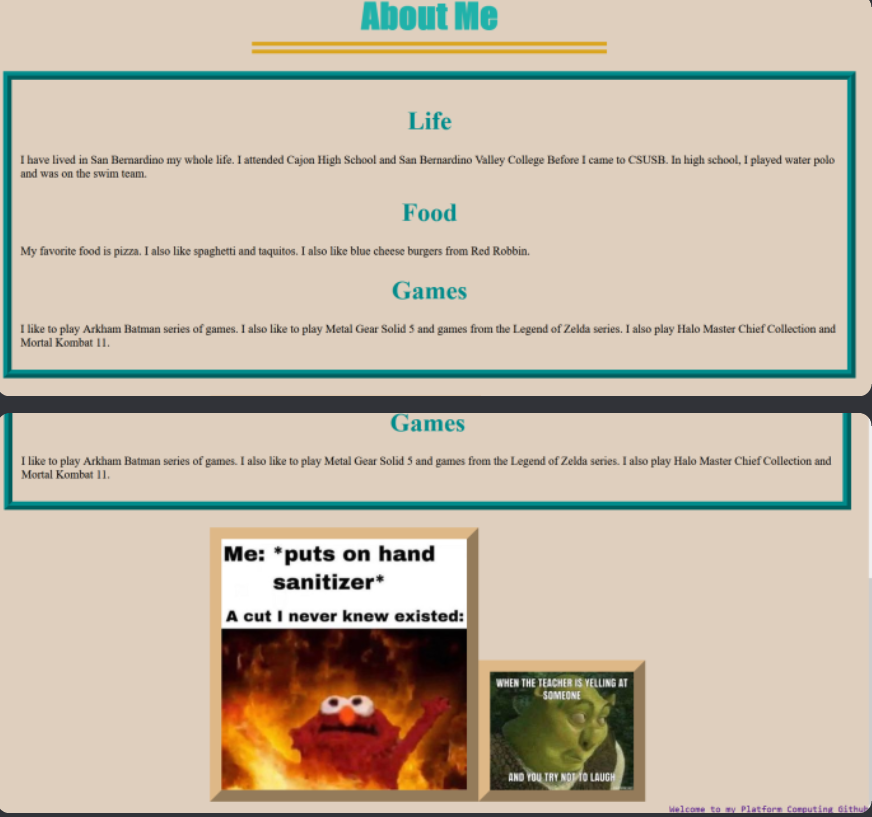 About Me
Life
I have lived in San Bernardino my whole life. I attended Cajon High School and San Bernardino Valley College Before I came to CSUSB. In high school, I played water polo
and was on the swim team.
Food
My favorite food is pizza. I also like spaghetti and taquitos. I also like blue cheese burgers from Red Robbin.
Games
I like to play Arkham Batman series of games. I also like to play Metal Gear Solid 5 and games from the Legend of Zelda series. I also play Halo Master Chief Collection and
Mortal Kombat 11.
Games
I like to play Arkham Batman series of games. I also like to play Metal Gear Solid 5 and games from the Legend of Zelda series. I also play Halo Master Chief Collection and
Mortal Kombat 11.
Me: *puts on hand
sanitizer*
A cut I never knew existed:
WHEN THE TEACHER IS YELLING AT
SOMEONE
AND YOU TRY NOT TO LAUGH
Welcome to my Platform Computing Github